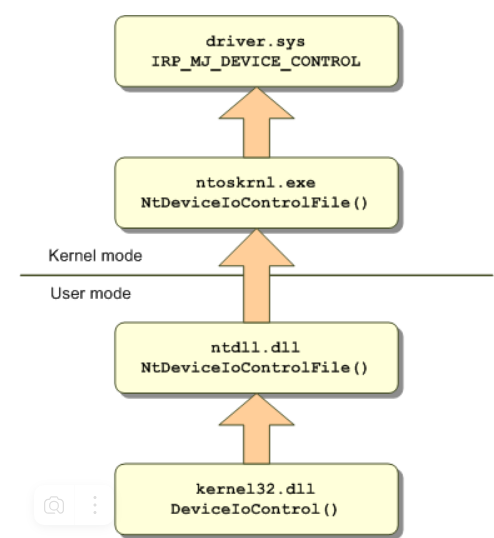 driver.sys
IRP_MJ_DEVICE_CONTROL
ntoskrnl.exe
NtDeviceIoControlFile()
Kernel mode
User mode
ntdll.dll
NtDeviceIoControlFile()
kernel32.dll
DeviceIoControl()